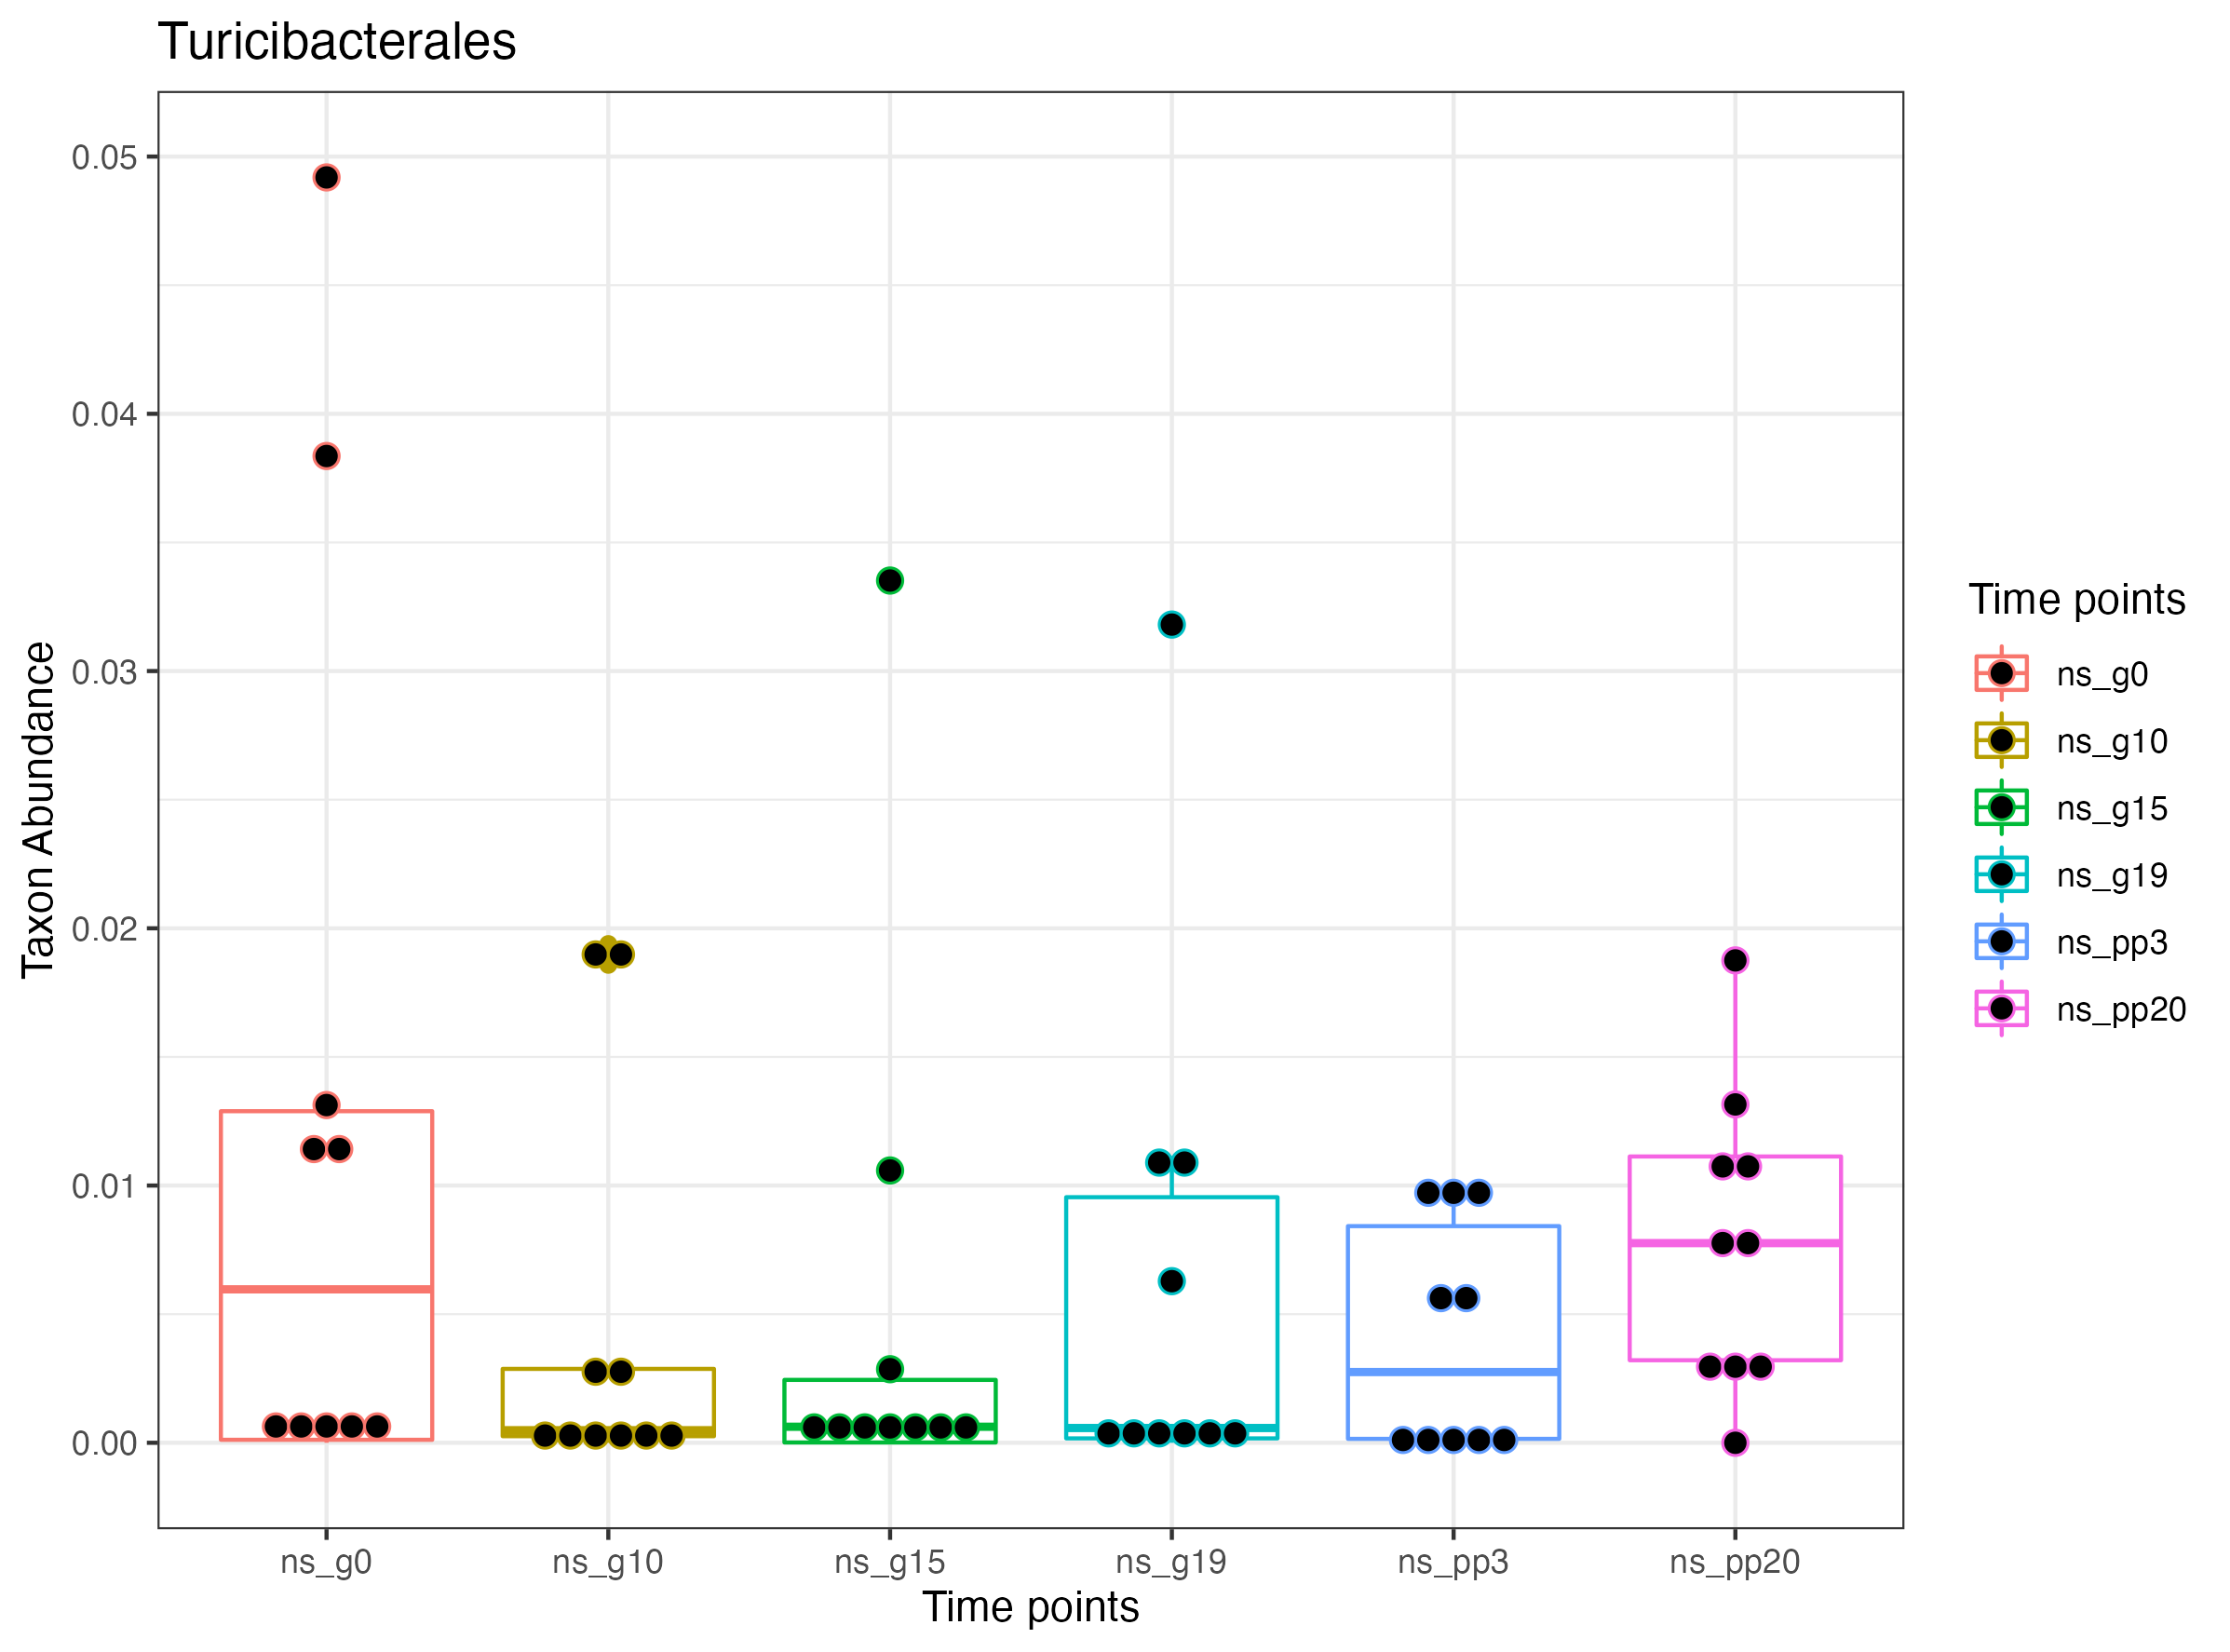 Turicibacterales
0.05
0.04
0.03
0.02
0.01
0.00
Taxon Abundance
ns_g0 ns_g10 ns_g15 ns_g19 ns_pp3 ns_pp20
Time points
Time points
ns_g0
ns_g10
ns_g15
ns_g19
ns_pp3
ns_pp20